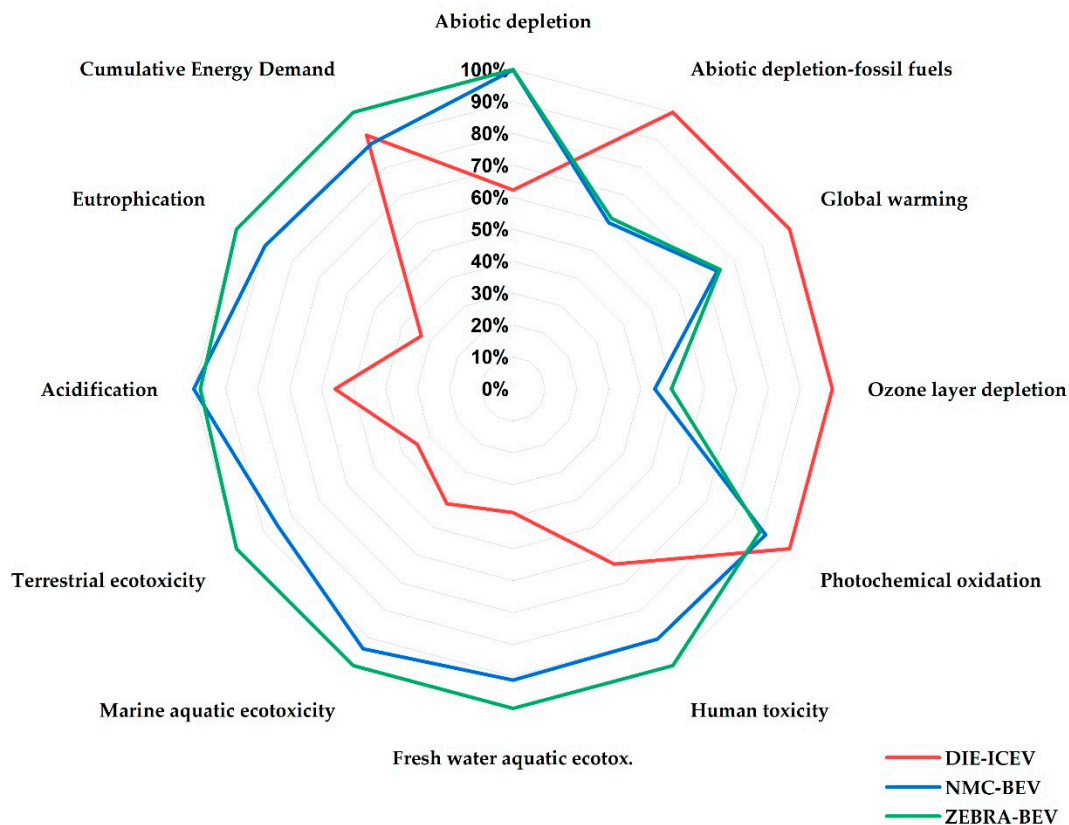 Abiotic depletion
Cumulative Energy Demand
Abiotic depletion-fossil fuels
100%
90%
80%
70%
60%
50%
40%
30%
20%
10%
0%
Eutrophication
Global warming
Acidification
Ozone layer depletion
Terrestrial ecotoxicity
Photochemical oxidation
Marine aquatic ecotoxicity
Human toxicity
Fresh water aquatic ecotox.
DIE-ICEV
NMC-BEV
ZEBRA-BEV